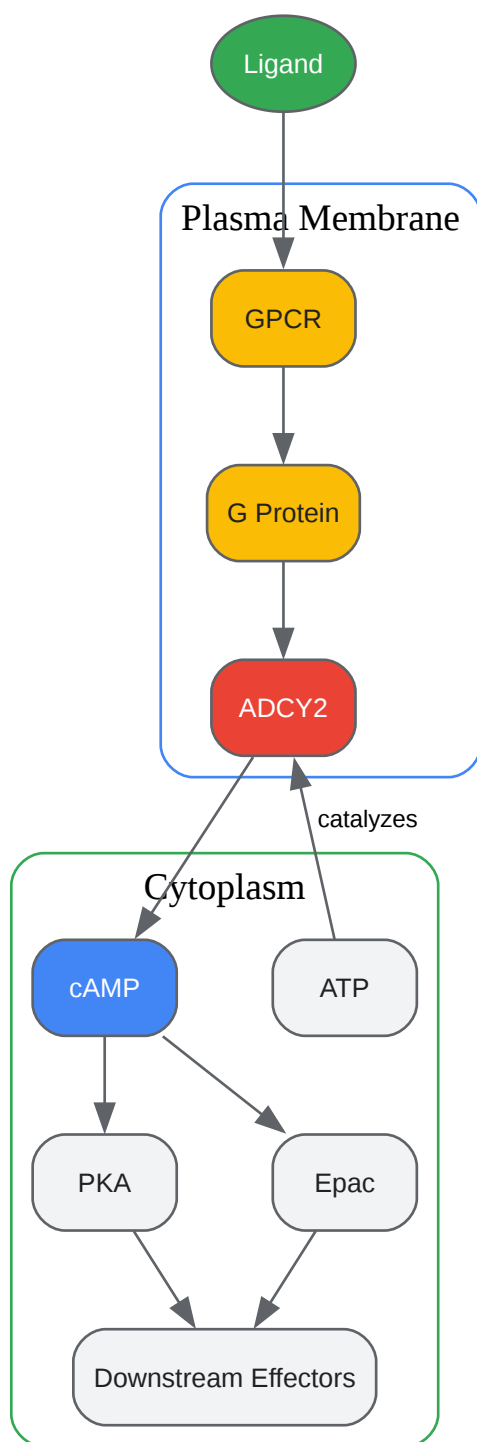 Ligand
Plasma Membrane
GPCR
G Protein
ADCY2
catalyzes
Cytoplasm
cAMP
ATP
PKA
Epac
Downstream Effectors